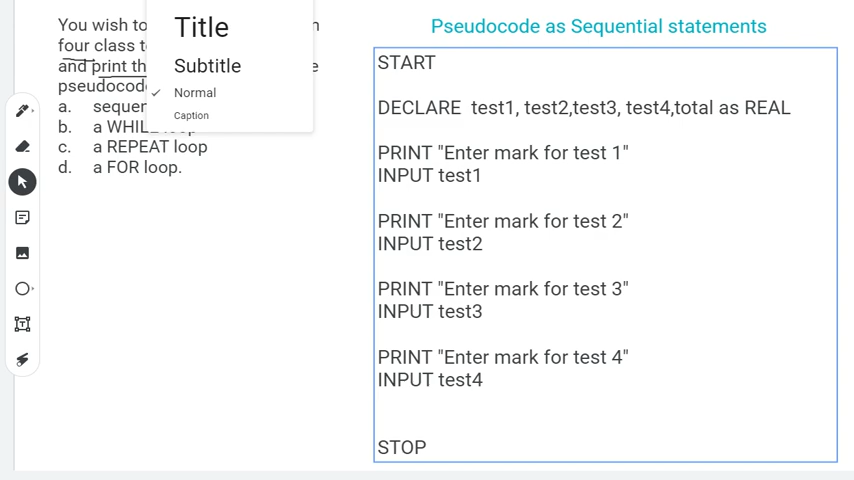 You wish to
n
four class t
and print th
e
pseudocode
a. sequen
b. a WHILE loop
c. a REPEAT loop
d. a FOR loop.
Title
Subtitle
Normal
Caption
Pseudocode as Sequential statements
START
DECLARE test1, test2,test3, test4,total as REAL
PRINT "Enter mark for test 1"
INPUT test1
PRINT "Enter mark for test 2"
INPUT test2
PRINT "Enter mark for test 3"
INPUT test3
PRINT "Enter mark for test 4"
INPUT test4
STOP